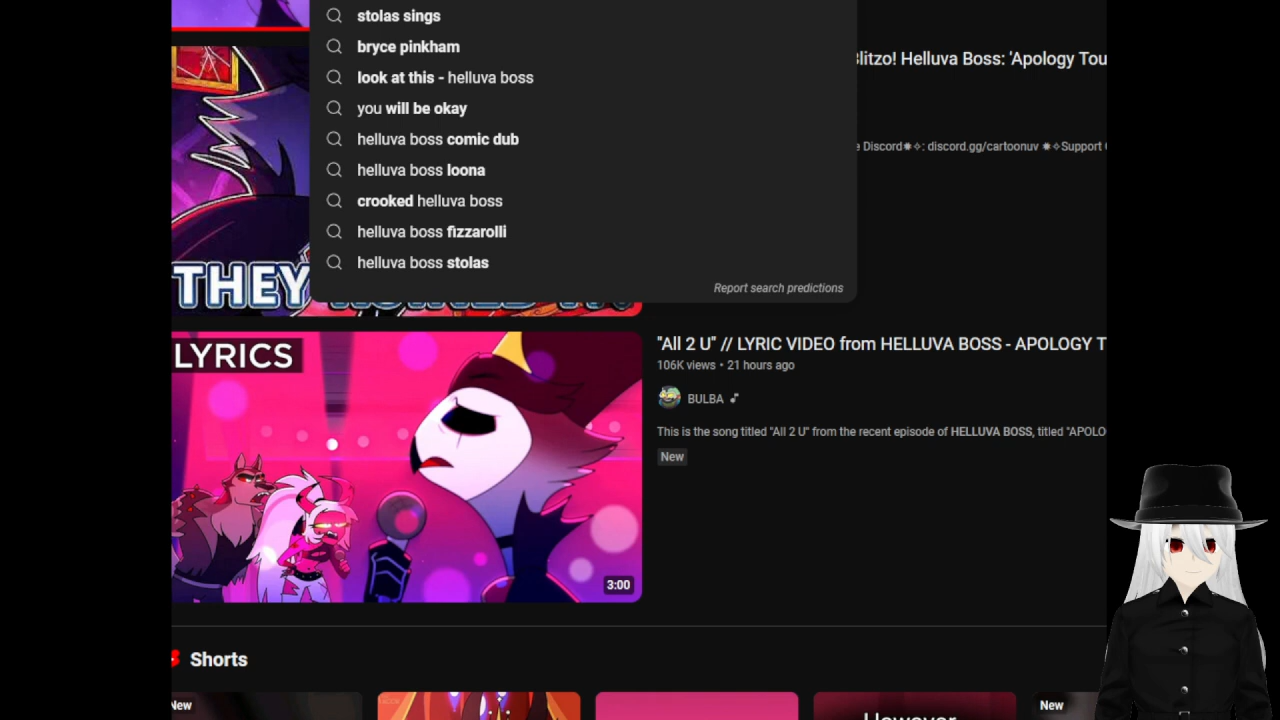 stolas sings
bryce pinkham
look at this - helluva boss
you will be okay
helluva boss comic dub
helluva boss loona
crooked helluva boss
helluva boss fizzarolli
helluva boss stolas
Report search predictions
Blitzo! Helluva Boss: 'Apology Tou
e Discord✹✧: discord.gg/cartoonuv ✹✧Support
THEY
LYRICS
3:00
"All 2 U" // LYRIC VIDEO from HELLUVA BOSS - APOLOGY T
106K views • 21 hours ago
BULBA
This is the song titled "All 2 U" from the recent episode of HELLUVA BOSS, titled "APOLO
New
Shorts
New
However
New